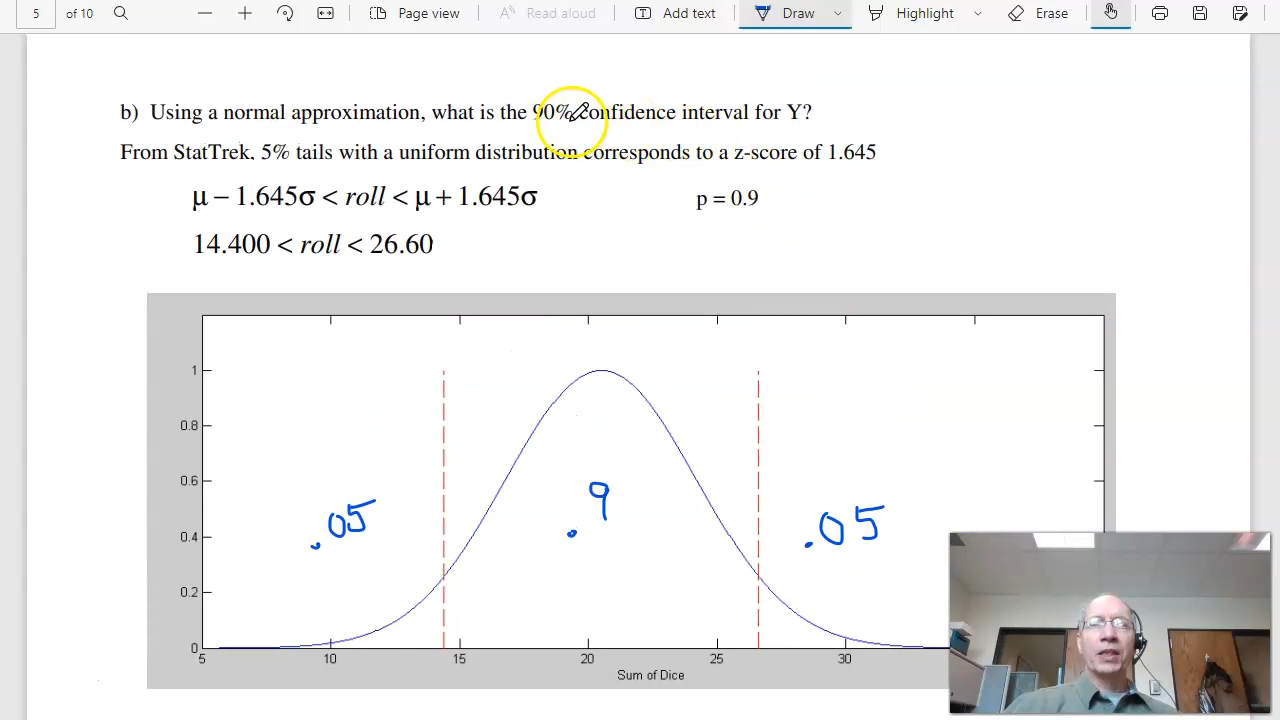 5 of 10 Page view Read aloud Add text Draw Highlight Erase
b) Using a normal approximation, what is the 90% confidence interval for Y?
From StatTrek, 5% tails with a uniform distribution corresponds to a z-score of 1.645
μ − 1.645σ < roll < μ + 1.645σ p = 0.9
14.400 < roll < 26.60
1
0.8
0.6
.9
.05 .05
0.4
0.2
0
5 10 15 20 25 30
Sum of Dice